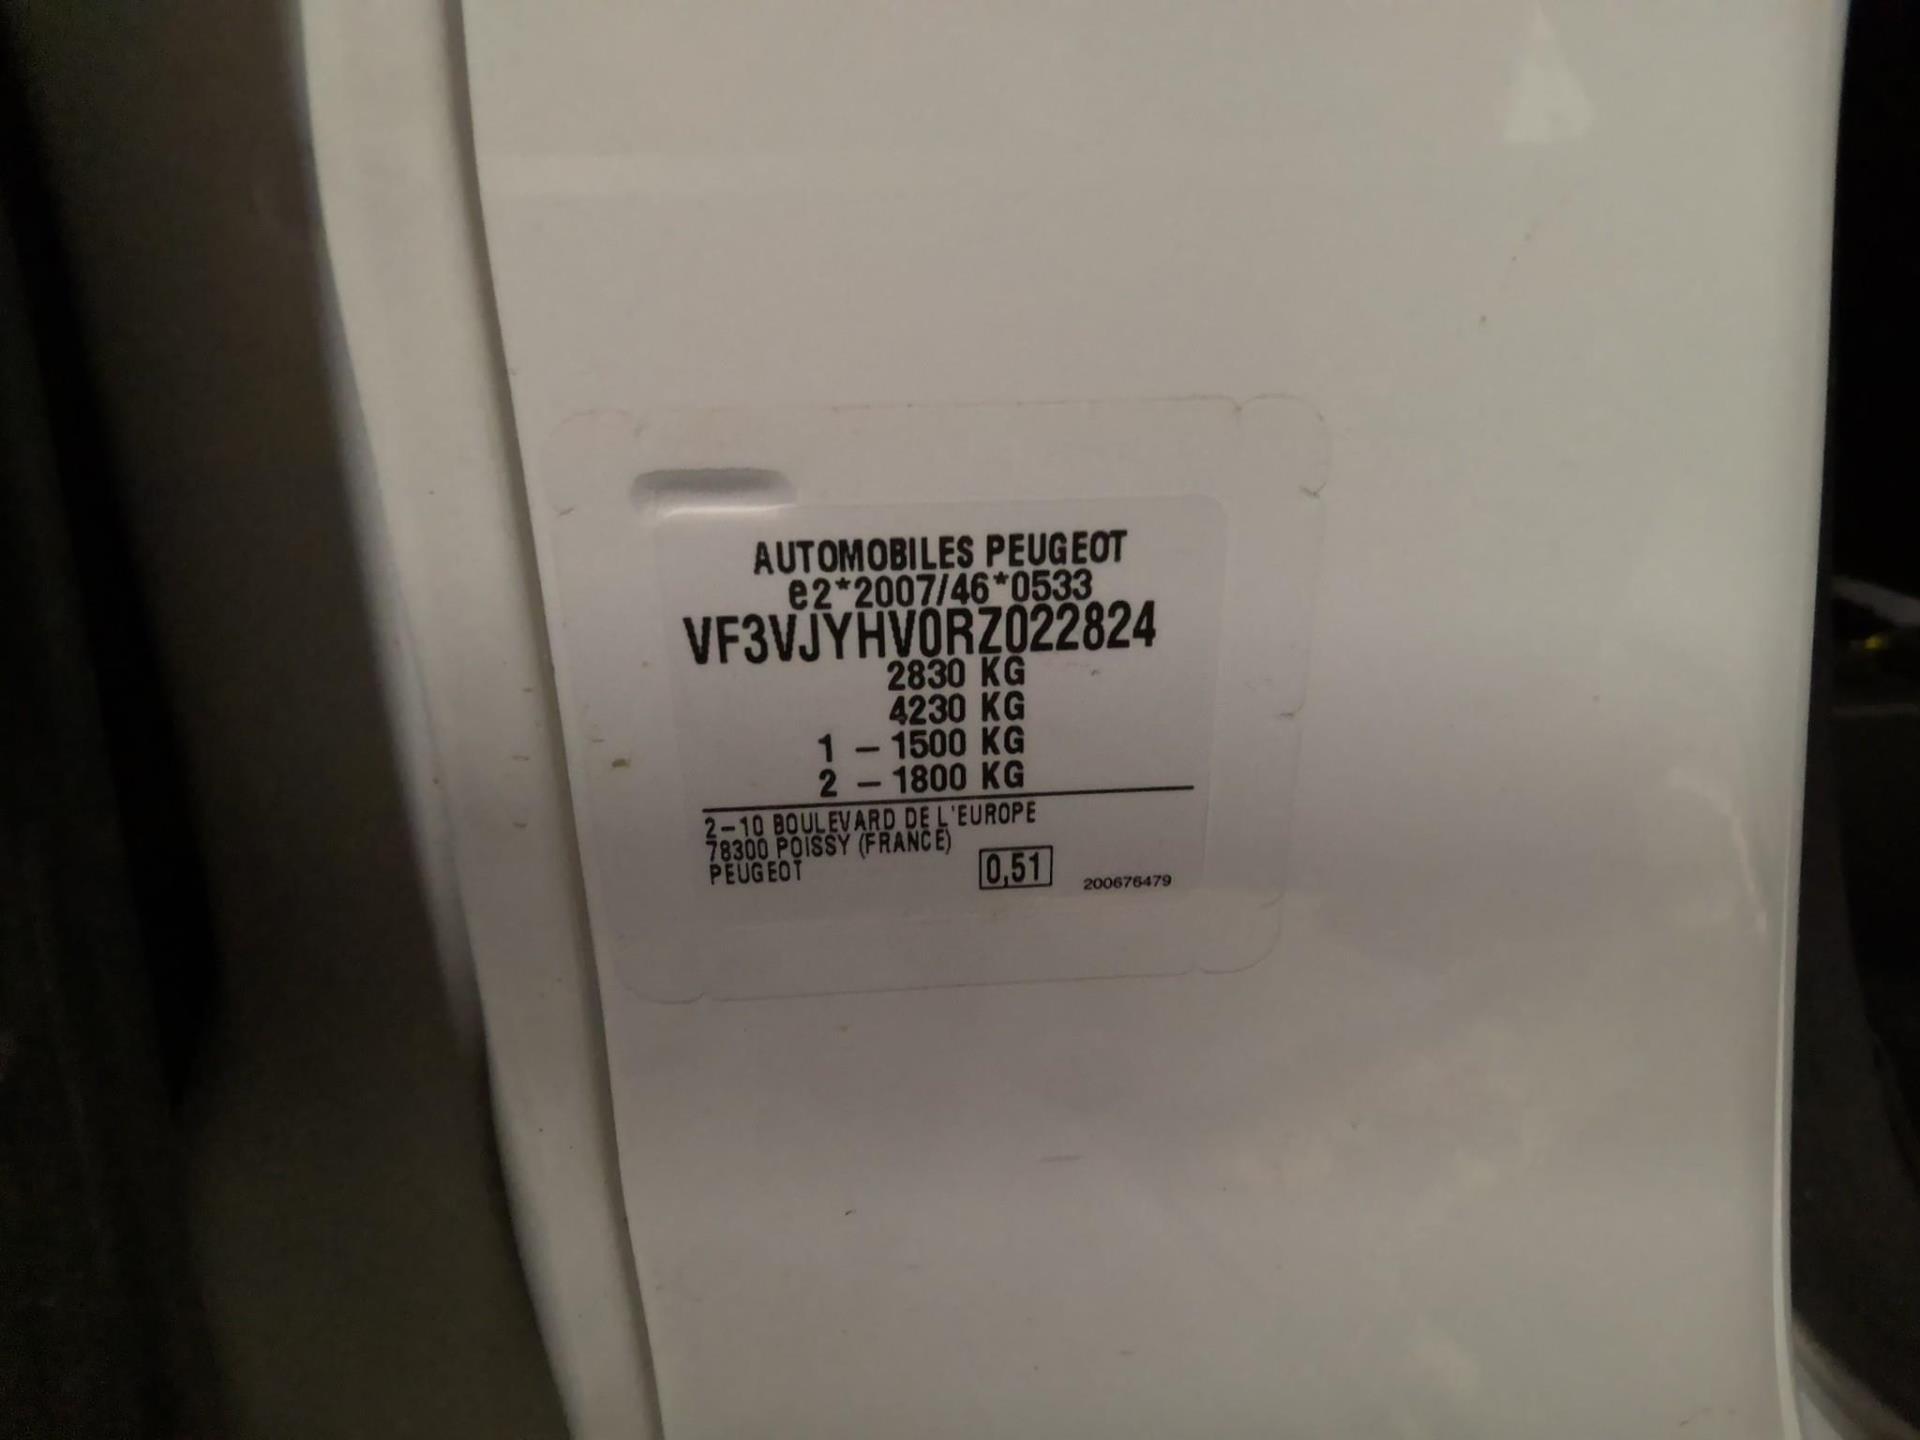 AUTOMOBILES PEUGEOT
e2*2007/46*0533
VF3VJYHV0RZ022824
2830 KG
4230 KG
1 – 1500 KG
2 – 1800 KG
2–10 BOULEVARD DE L'EUROPE
78300 POISSY (FRANCE)
PEUGEOT
0,51
200676479